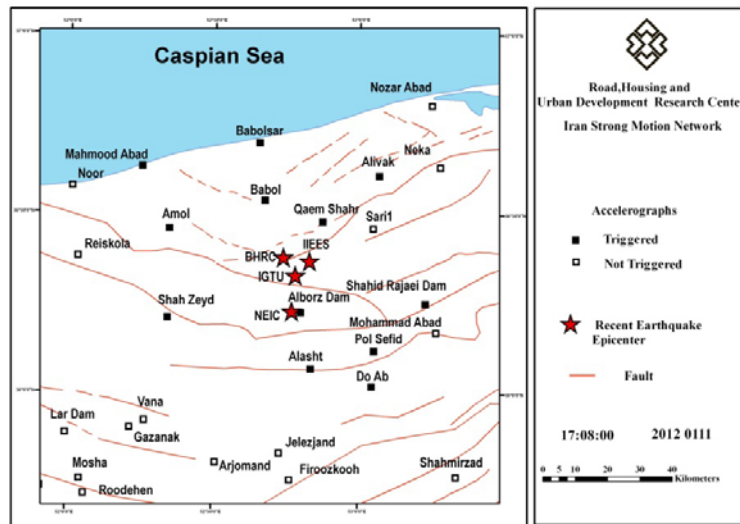 Caspian Sea
Nozar Abad
Babolsar
Mahmood Abad
Noor
Alivak
Neka
Babol
Amol
Qaem Shahr
Sari1
Reiskola
BHRC
IIEES
IGTU
Shah Zeyd
Alborz Dam
Shahid Rajaei Dam
NEIC
Mohammad Abad
Pol Sefid
Alasht
Do Ab
Vana
Lar Dam
Gazanak
Jelezjand
Mosha
Arjomand
Firoozkooh
Shahmirzad
Roodehen
Road,Housing and
Urban Development Research Cente
Iran Strong Motion Network
Accelerographs
Triggered
Not Triggered
Recent Earthquake
Epicenter
Fault
17:08:00 2012 0111
0 5 10 20 30 40
Kilometers